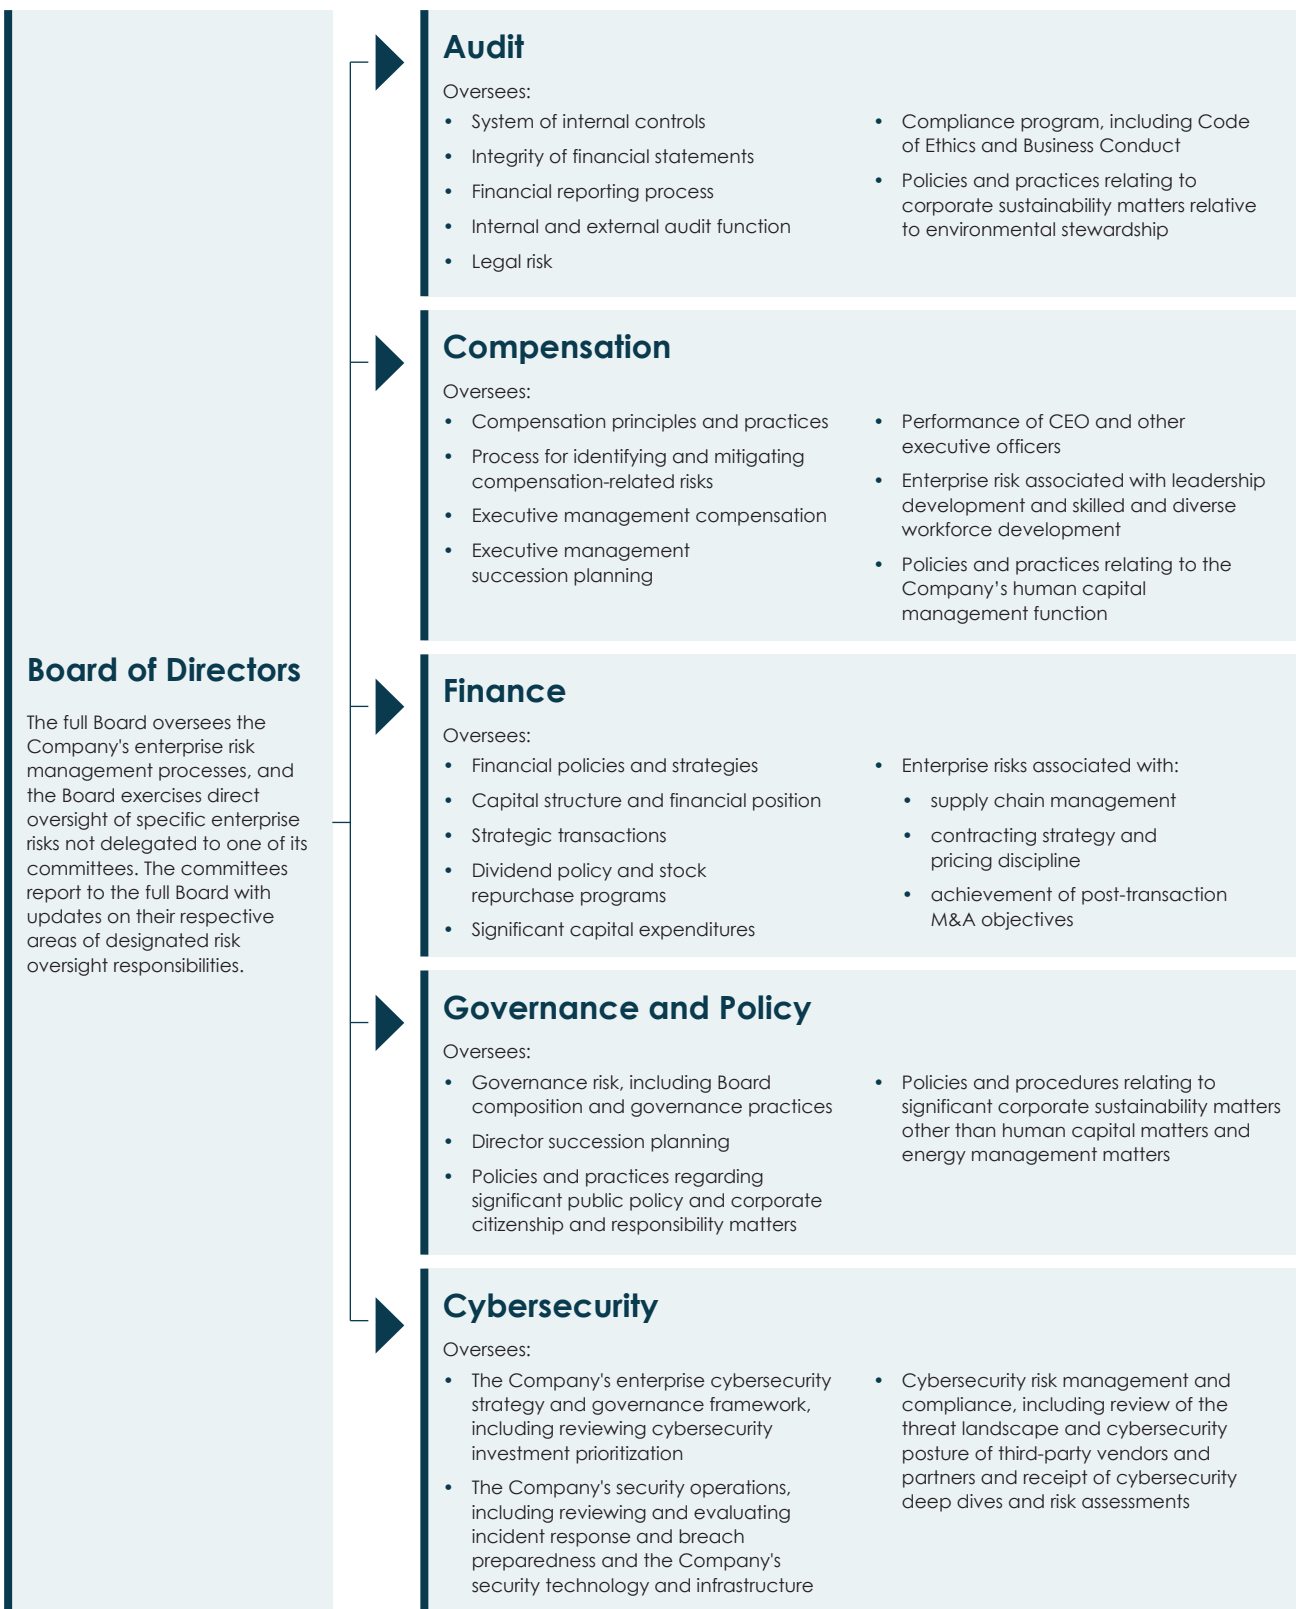 Board of Directors
The full Board oversees the
Company's enterprise risk
management processes, and
the Board exercises direct
oversight of specific enterprise
risks not delegated to one of its
committees. The committees
report to the full Board with
updates on their respective
areas of designated risk
oversight responsibilities.
Audit
Oversees:
• System of internal controls
• Integrity of financial statements
• Financial reporting process
• Internal and external audit function
• Legal risk
• Compliance program, including Code
of Ethics and Business Conduct
• Policies and practices relating to
corporate sustainability matters relative
to environmental stewardship
Compensation
Oversees:
• Compensation principles and practices
• Process for identifying and mitigating
compensation-related risks
• Executive management compensation
• Executive management
succession planning
• Performance of CEO and other
executive officers
• Enterprise risk associated with leadership
development and skilled and diverse
workforce development
• Policies and practices relating to the
Company’s human capital
management function
Finance
Oversees:
• Financial policies and strategies
• Capital structure and financial position
• Strategic transactions
• Dividend policy and stock
repurchase programs
• Significant capital expenditures
• Enterprise risks associated with:
• supply chain management
• contracting strategy and
pricing discipline
• achievement of post-transaction
M&A objectives
Governance and Policy
Oversees:
• Governance risk, including Board
composition and governance practices
• Director succession planning
• Policies and practices regarding
significant public policy and corporate
citizenship and responsibility matters
• Policies and procedures relating to
significant corporate sustainability matters
other than human capital matters and
energy management matters
Cybersecurity
Oversees:
• The Company's enterprise cybersecurity
strategy and governance framework,
including reviewing cybersecurity
investment prioritization
• The Company's security operations,
including reviewing and evaluating
incident response and breach
preparedness and the Company's
security technology and infrastructure
• Cybersecurity risk management and
compliance, including review of the
threat landscape and cybersecurity
posture of third-party vendors and
partners and receipt of cybersecurity
deep dives and risk assessments